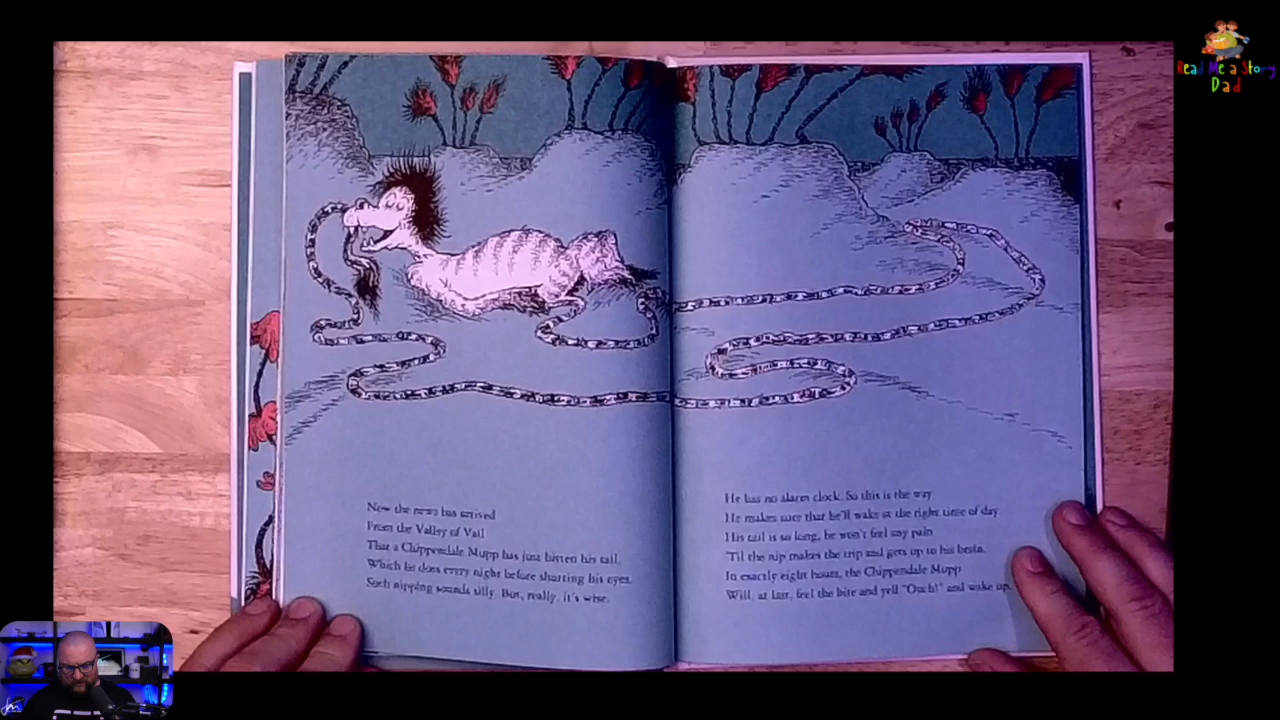 Now the news has arrived
From the Valley of Vail
That a Chippendale Mupp has just bitten his tail,
Which he does every night before shutting his eyes.
Such nipping sounds silly. But, really, it's wise.
He has no alarm clock. So this is the way
He makes sure that he'll wake at the right time of day.
His tail is so long, he won't feel any pain
'Til the nip makes the trip and gets up to his brain.
In exactly eight hours, the Chippendale Mupp
Will, at last, feel the bite and yell "Ouch!" and wake up.
Read Me a Story
Dad